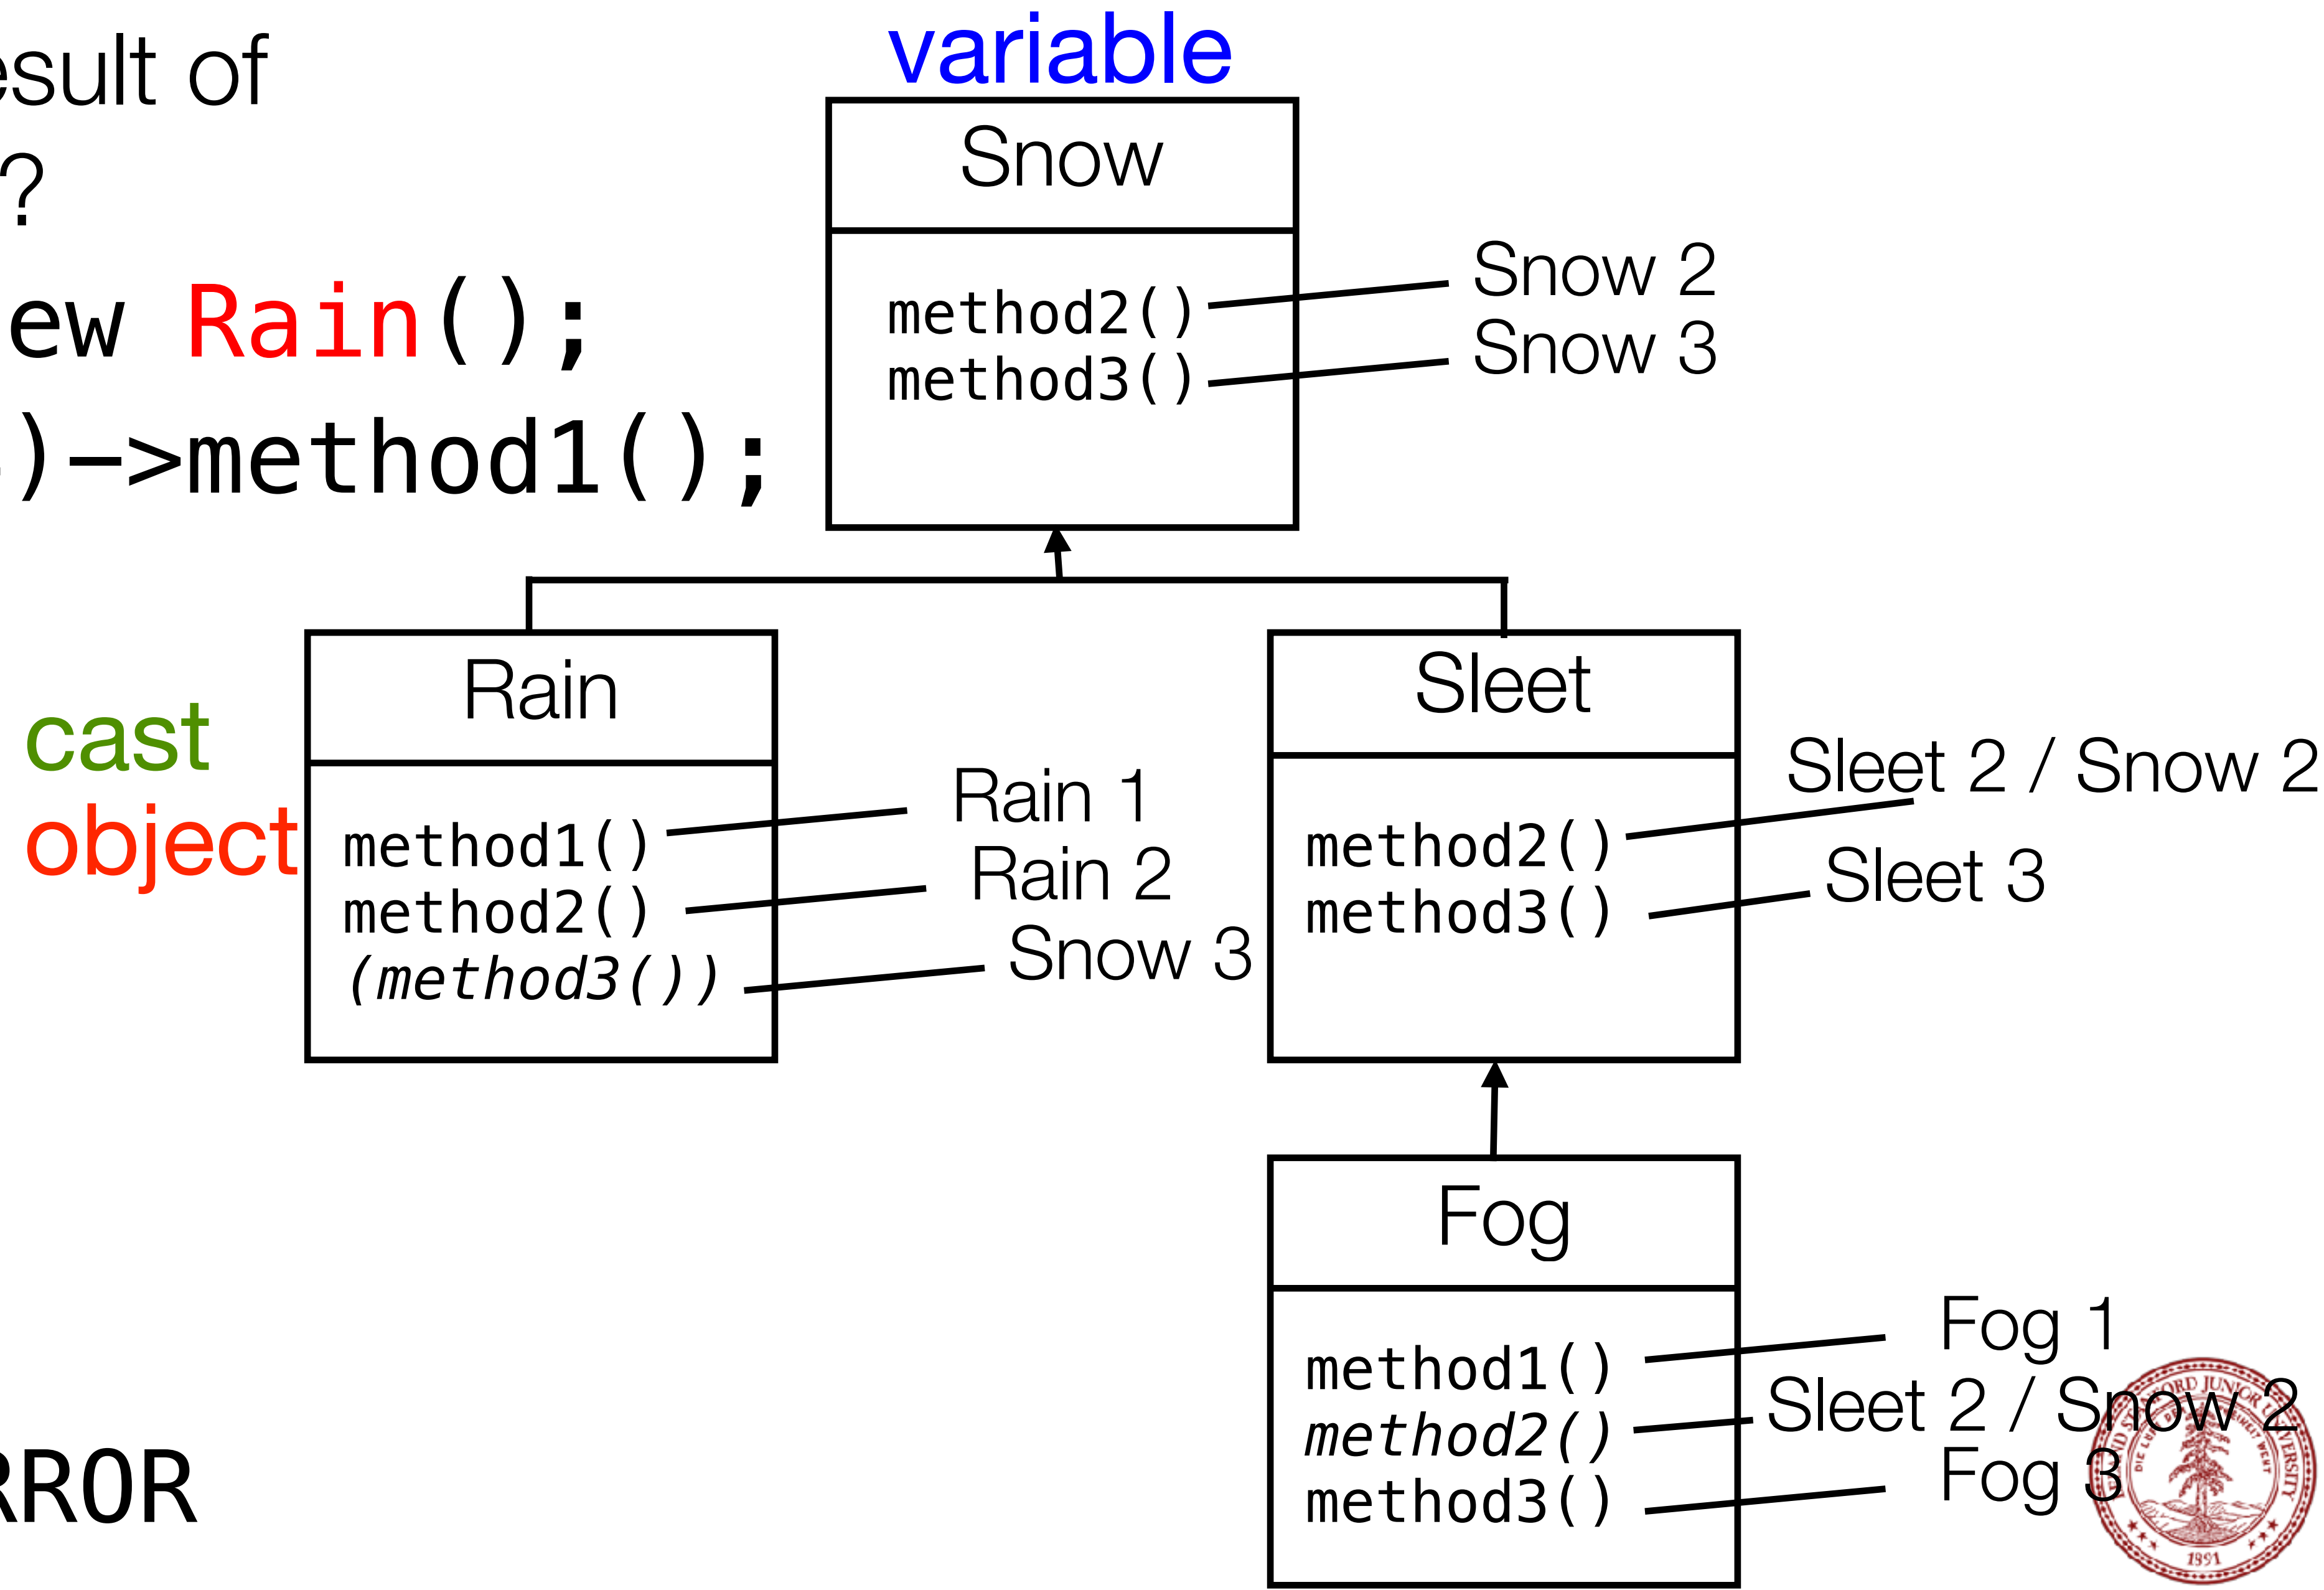 esult of
?
ew Rain();
)->method1();
variable
Snow
method2()
method3()
Snow 2
Snow 3
cast
object
Rain
method1()
method2()
(method3())
Rain 1
Rain 2
Snow 3
Sleet
method2()
method3()
Sleet 2 / Snow 2
Sleet 3
Fog
method1()
method2()
method3()
Fog 1
Sleet 2 / Snow 2
Fog 3
RROR
1891